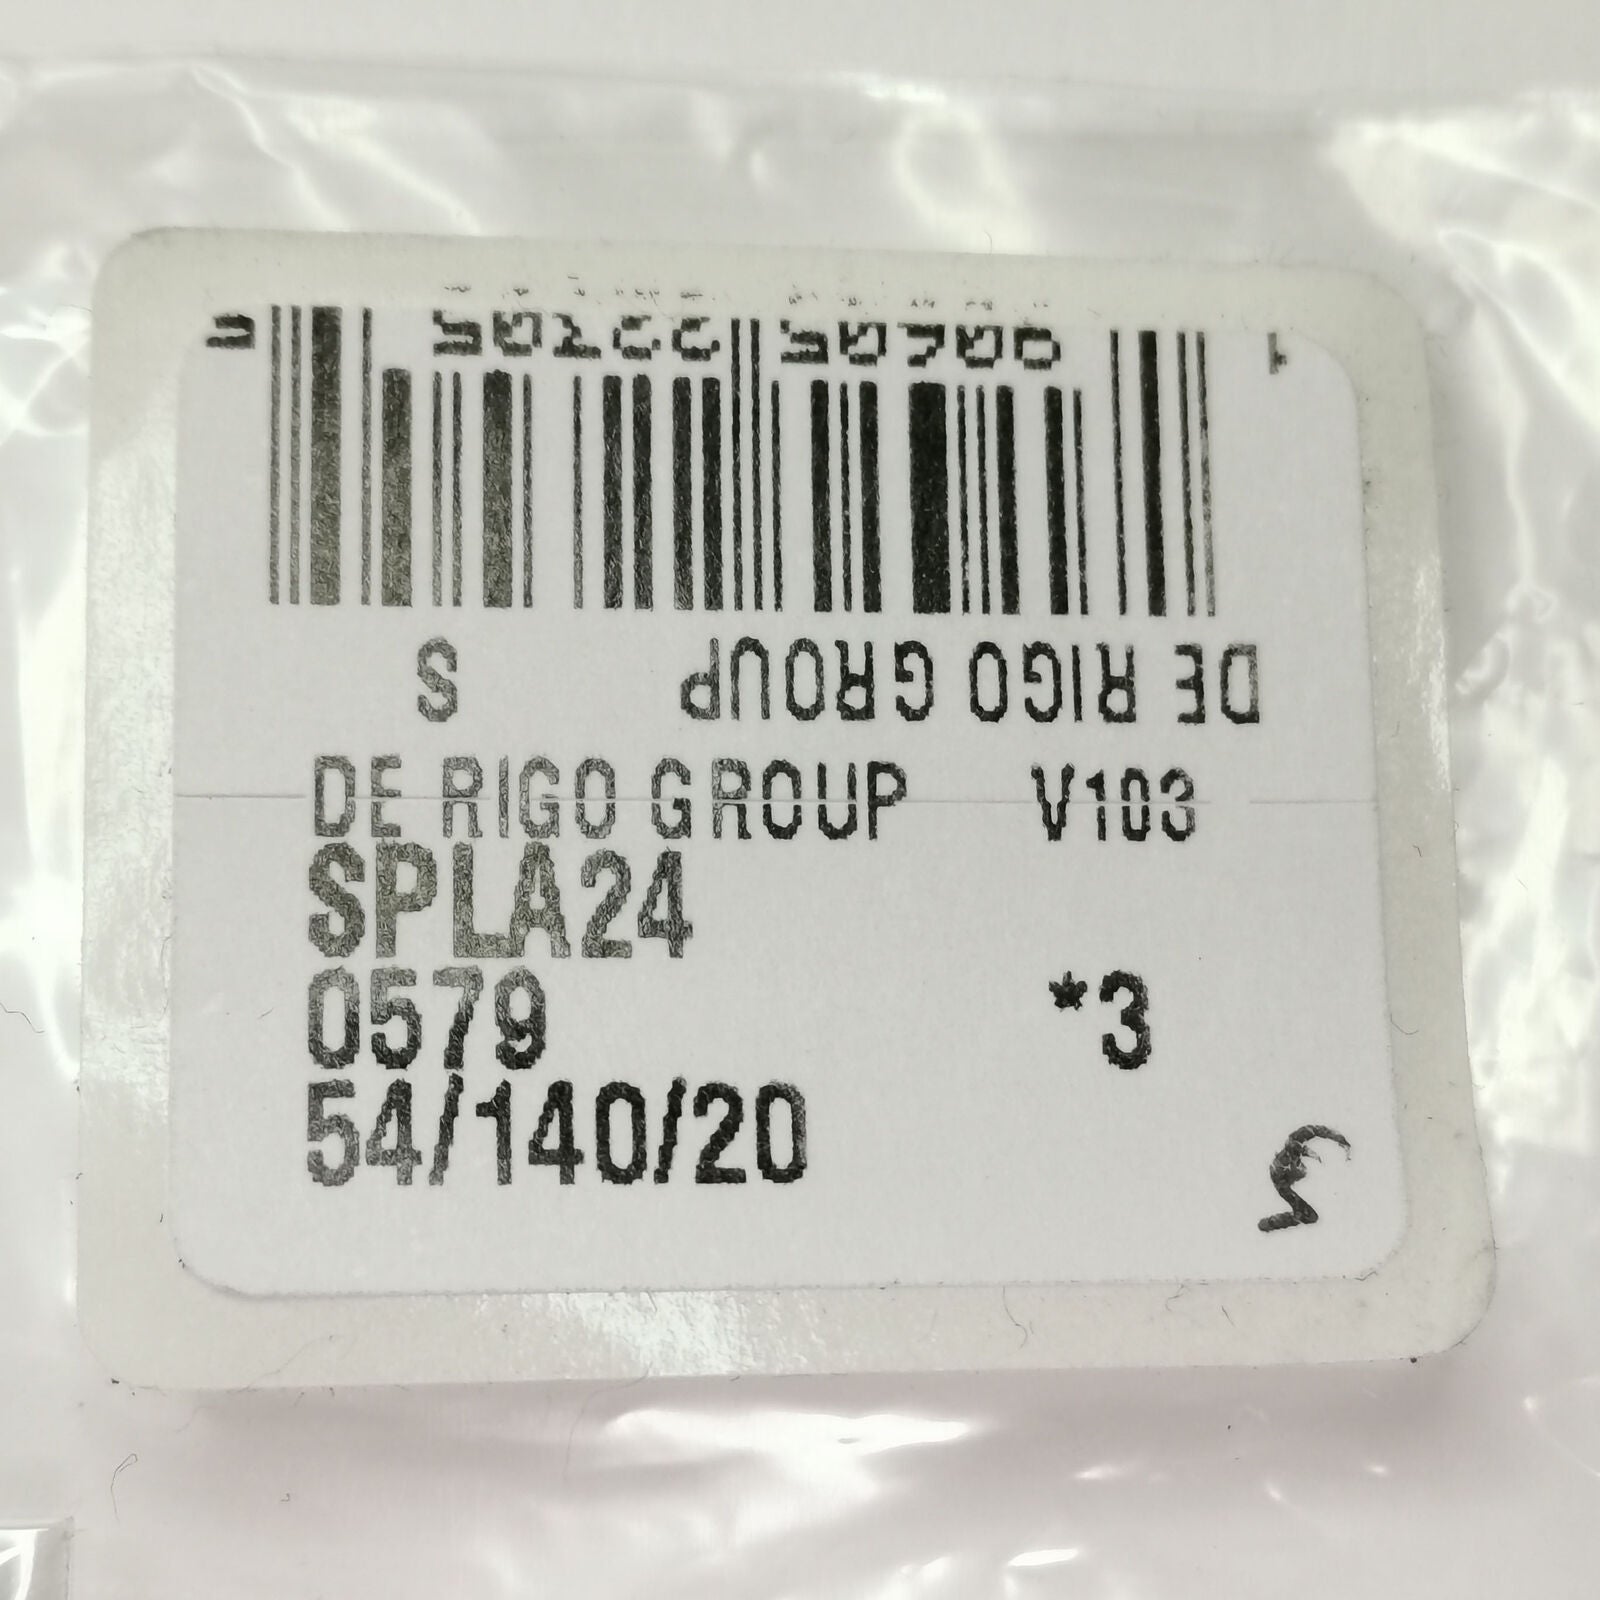 DE RIGO GROUP S
DE RIGO GROUP V103
SPLA24
0579 *3
54/140/20